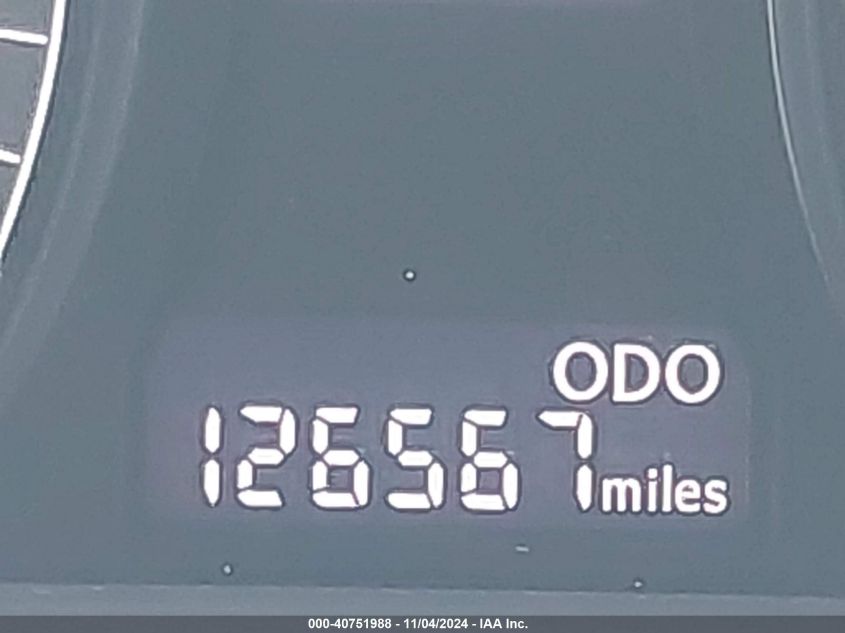 ODO
126567 miles
000-40751988 - 11/04/2024 - IAA Inc.